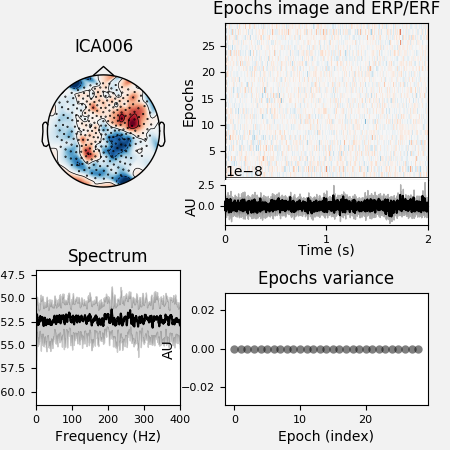 Epochs image and ERP/ERF
ICA006
25
20
15
10
5
Epochs
1e−8
2.5
0.0
AU
0
1
2
Time (s)
Spectrum
47.5
50.0
52.5
55.0
57.5
60.0
0
100
200
300
400
Frequency (Hz)
Epochs variance
0.02
0.00
−0.02
AU
0
10
20
Epoch (index)